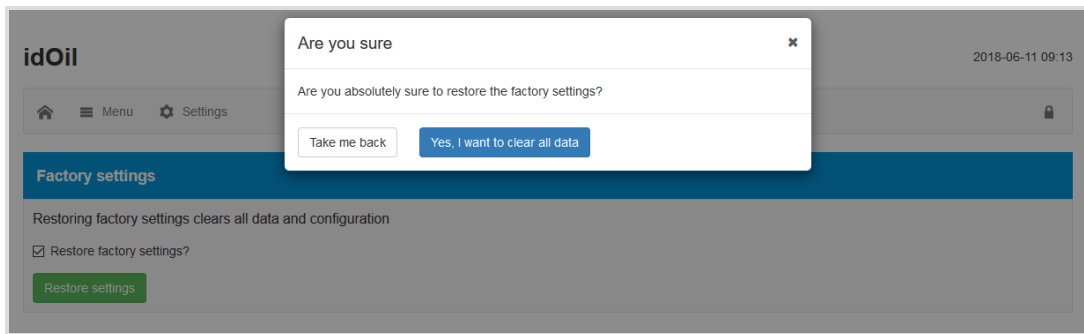 Are you sure
Are you absolutely sure to restore the factory settings?
Take me back
Yes, I want to clear all data
idOil
2018-06-11 09:13
Menu
Settings
Factory settings
Restoring factory settings clears all data and configuration
Restore factory settings?
Restore settings